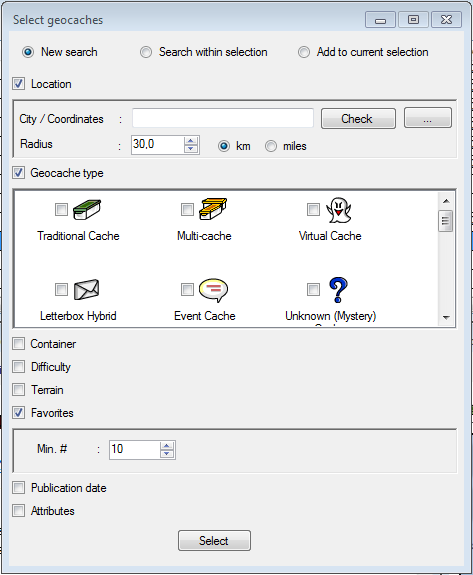 Select geocaches
New search Search within selection Add to current selection
Location
City / Coordinates : Check ...
Radius : 30,0 km miles
Geocache type
Traditional Cache Multi-cache Virtual Cache
Letterbox Hybrid Event Cache Unknown (Mystery)
Container
Difficulty
Terrain
Favorites
Min. # : 10
Publication date
Attributes
Select